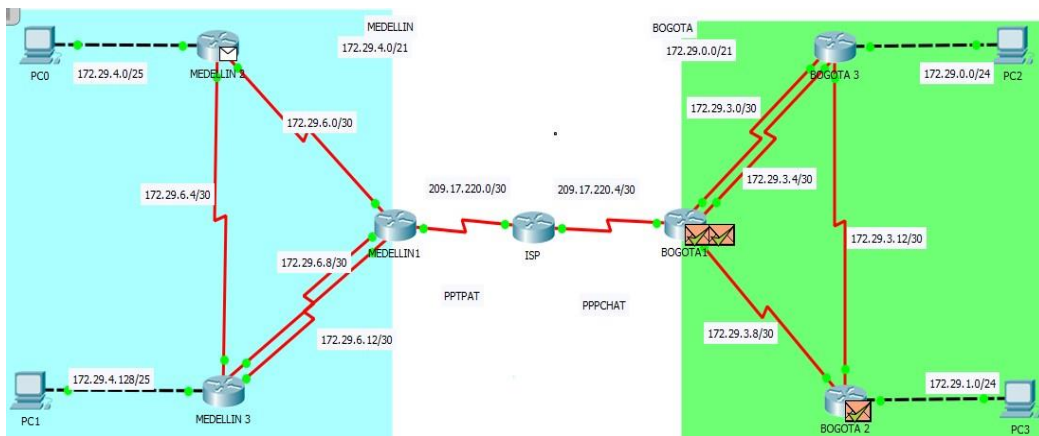 MEDELLIN
172.29.4.0/21
PC0
172.29.4.0/25
MEDELLIN 2
172.29.6.0/30
172.29.6.4/30
MEDELLIN1
172.29.6.8/30
172.29.6.12/30
172.29.4.128/25
PC1
MEDELLIN 3
209.17.220.0/30
209.17.220.4/30
ISP
PPTPAT
PPPCHAT
BOGOTA
172.29.0.0/21
BOGOTA 3
172.29.0.0/24
PC2
172.29.3.0/30
172.29.3.4/30
BOGOTA1
172.29.3.12/30
172.29.3.8/30
172.29.1.0/24
BOGOTA 2
PC3